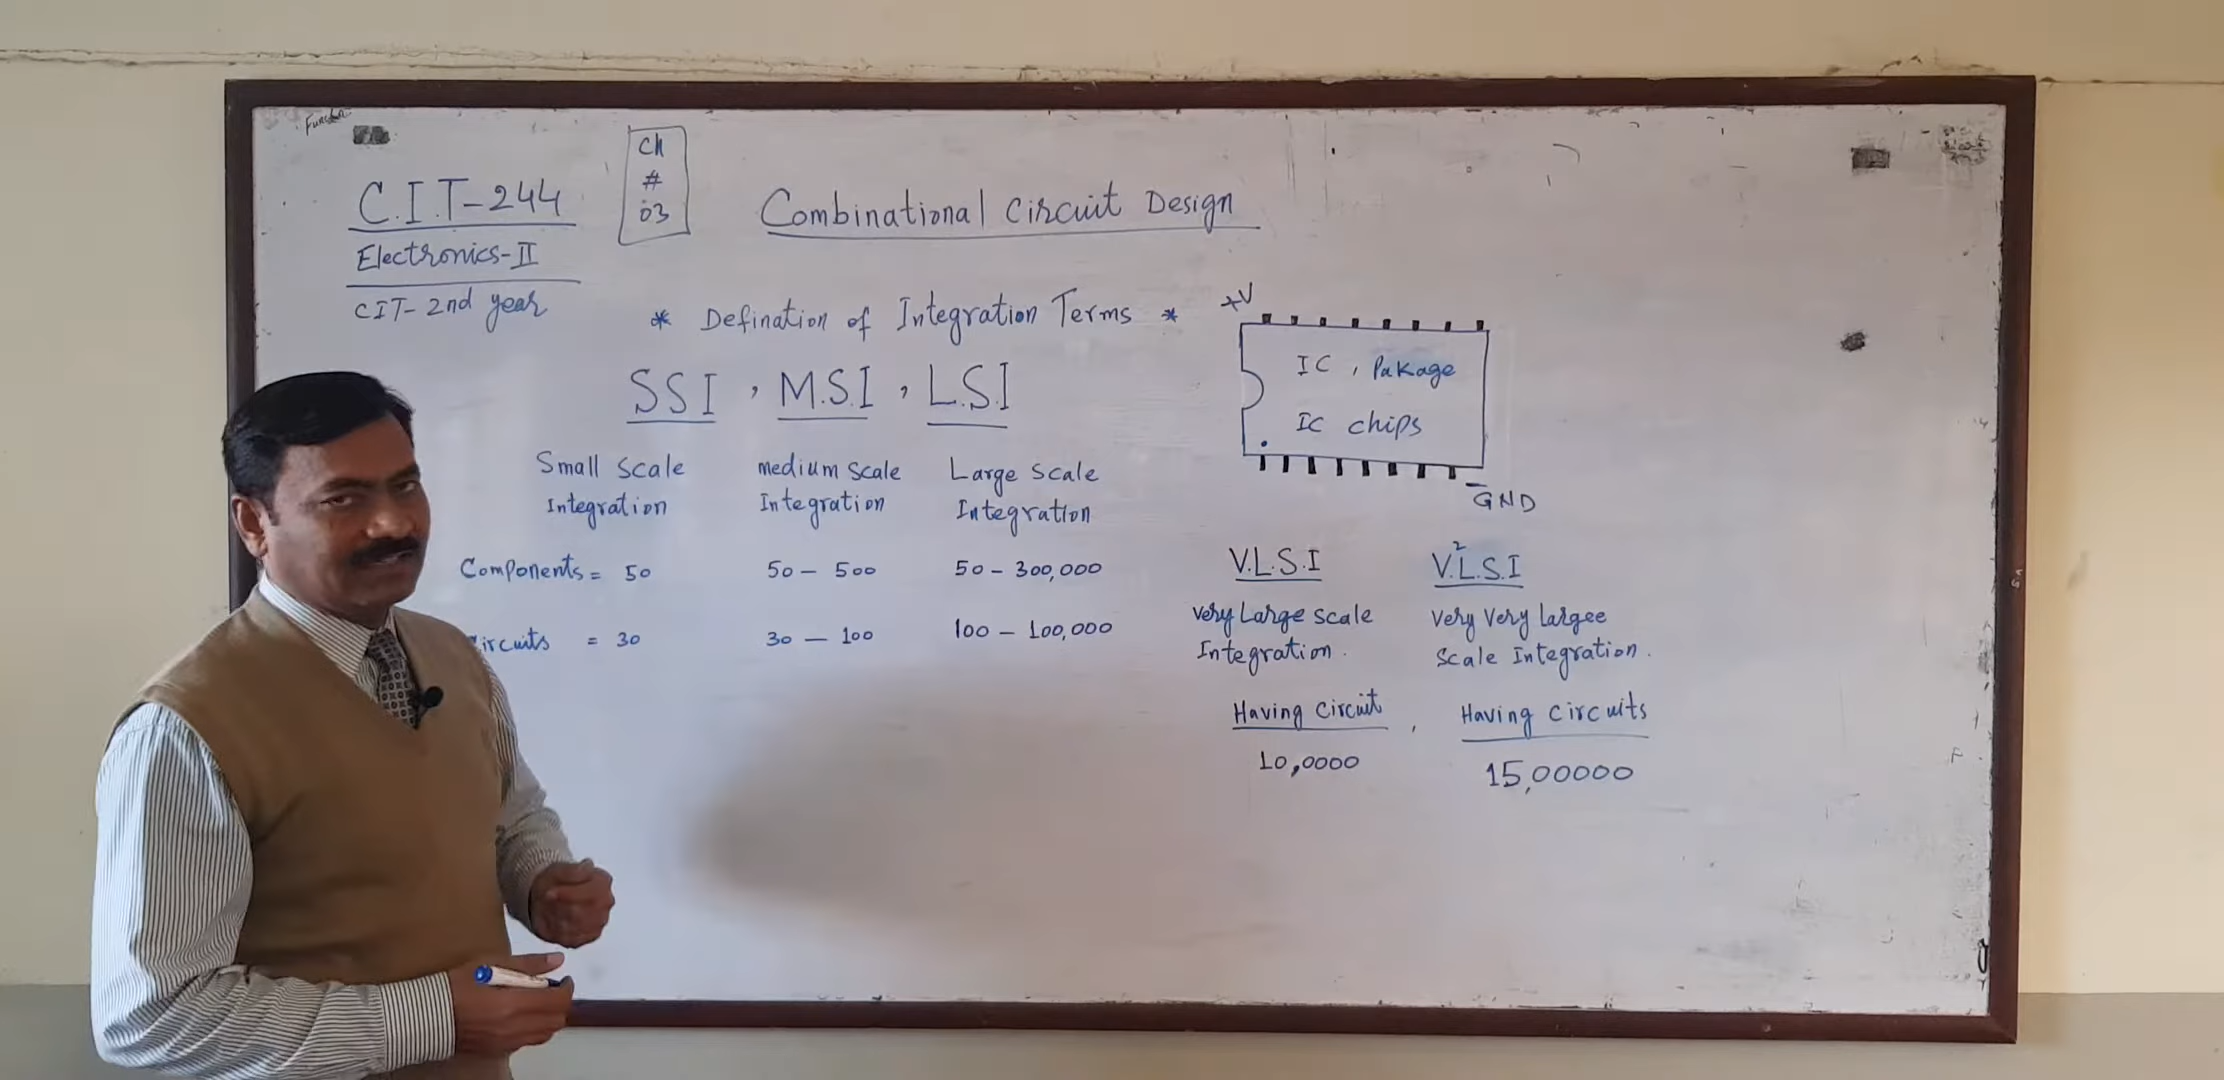 Function
C.I.T-244
Electronics-II
CIT- 2nd year
Ch
#
03
Combinational Circuit Design
* Defination of Integration Terms *
SSI , M.S.I , L.S.I
Small Scale Integration
medium Scale Integration
Large Scale Integration
Components = 50
50 - 500
50 - 300,000
ircuits = 30
30 - 100
100 - 100,000
+V
IC , Pakage
IC chips
GND
V.L.S.I
very Large Scale
Integration.
Having Circuit
10,0000
V²L.S.I
Very Very largee
Scale Integration.
, Having Circuits
15,00000